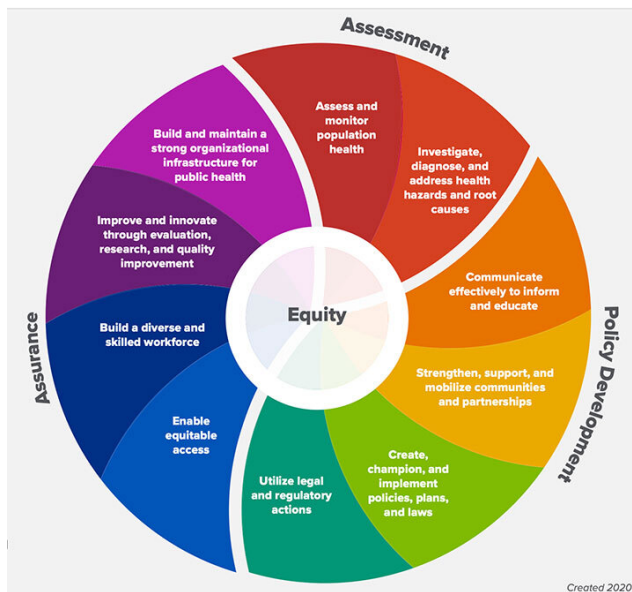 Assessment
Assess and
monitor
population
health
Investigate,
diagnose, and
address health
hazards and root
causes
Policy Development
Communicate
effectively to inform
and educate
Strengthen, support, and
mobilize communities
and partnerships
Create,
champion, and
implement
policies, plans,
and laws
Utilize legal
and regulatory
actions
Assurance
Enable
equitable
access
Build a diverse and
skilled workforce
Improve and innovate
through evaluation,
research, and quality
improvement
Build and maintain a
strong organizational
infrastructure for
public health
Equity
Created 2020